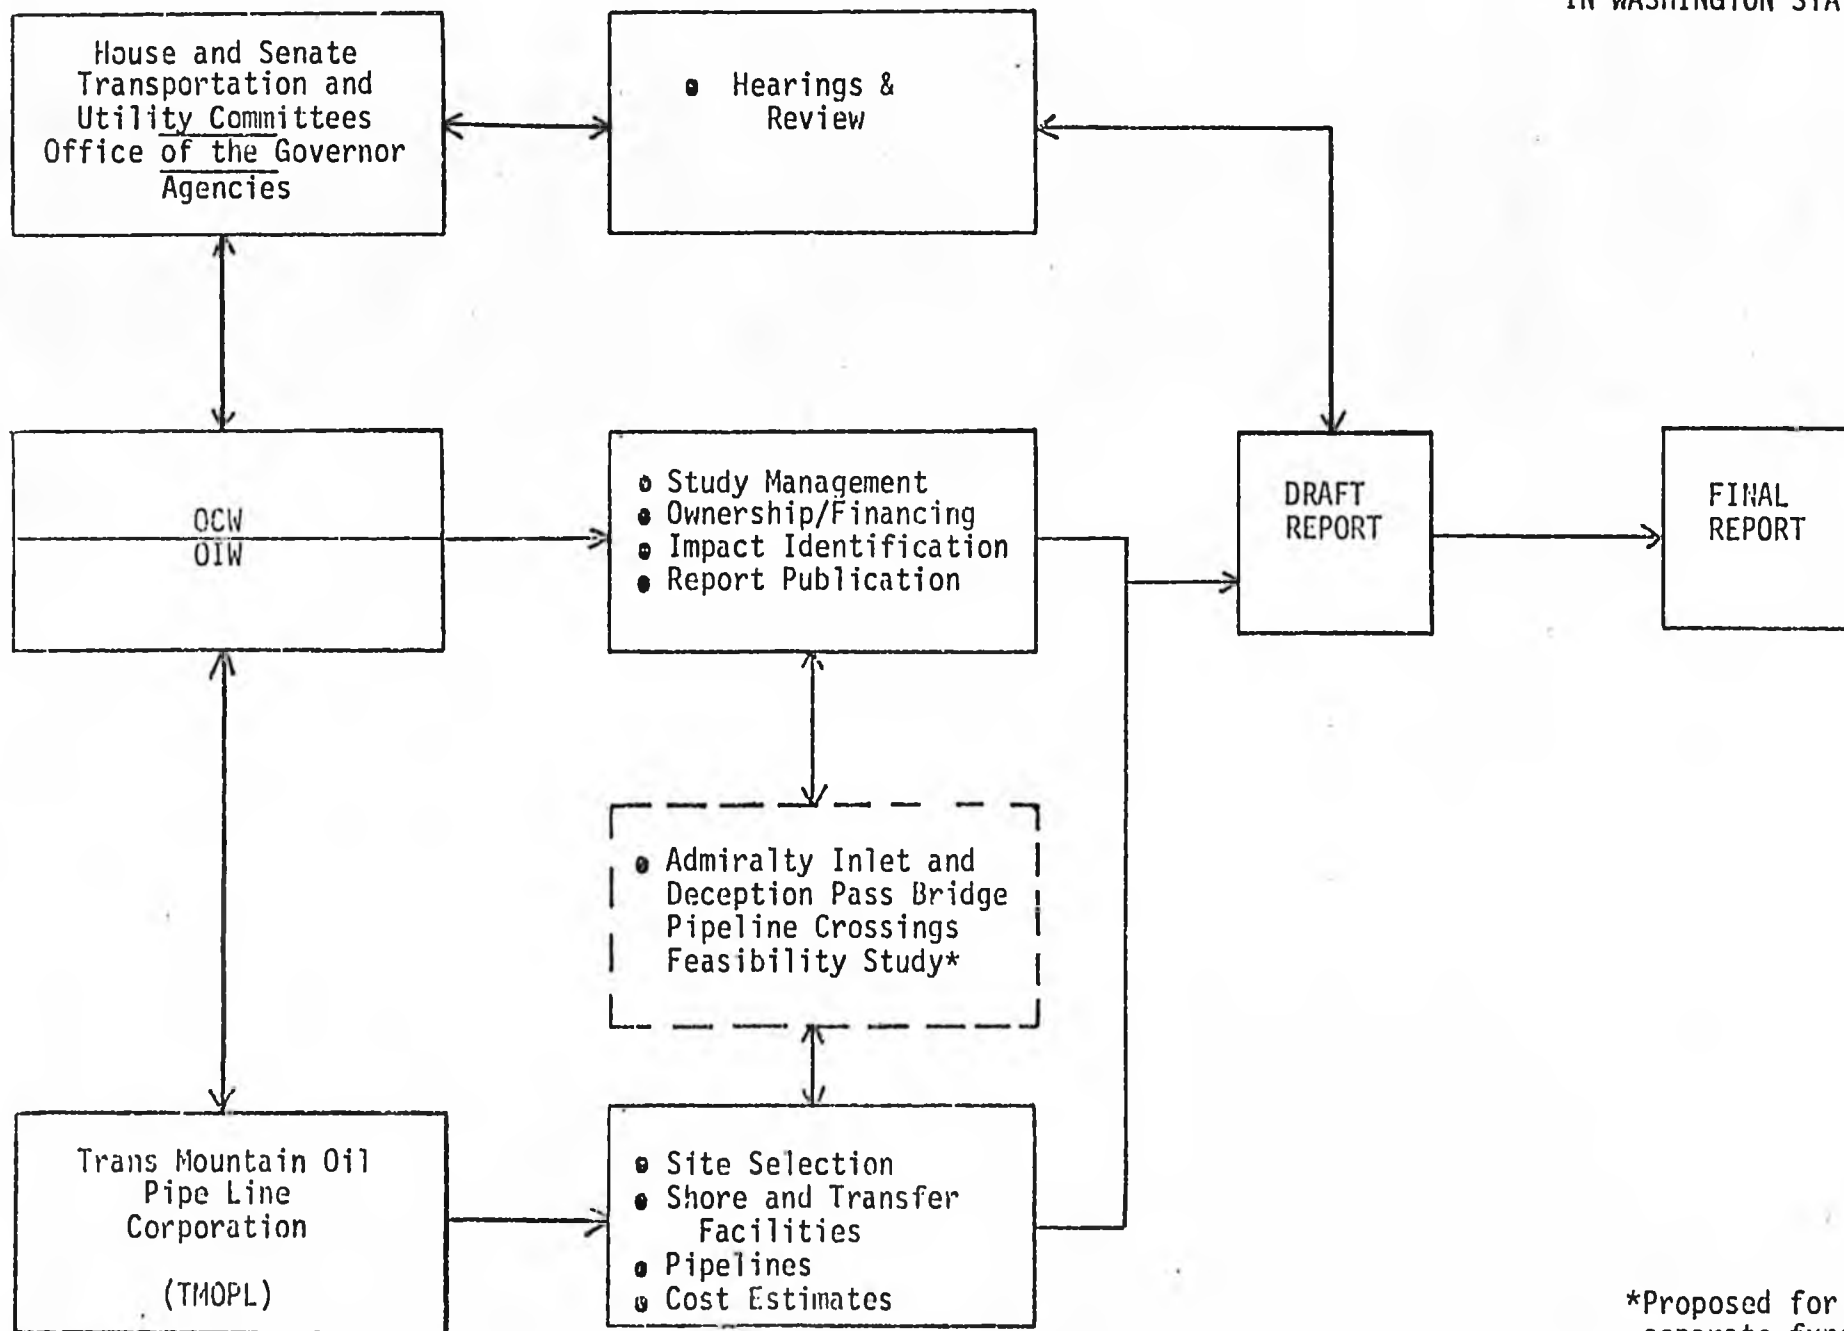 IN WASHINGTON STA
House and Senate
Transportation and
Utility Committees
Office of the Governor
Agencies
• Hearings &
Review
OCW
OIW
• Study Management
• Ownership/Financing
• Impact Identification
• Report Publication
DRAFT
REPORT
FINAL
REPORT
• Admiralty Inlet and
Deception Pass Bridge
Pipeline Crossings
Feasibility Study*
Trans Mountain Oil
Pipe Line
Corporation
(TMOPL)
• Site Selection
• Shore and Transfer
Facilities
• Pipelines
• Cost Estimates
*Proposed for
separate